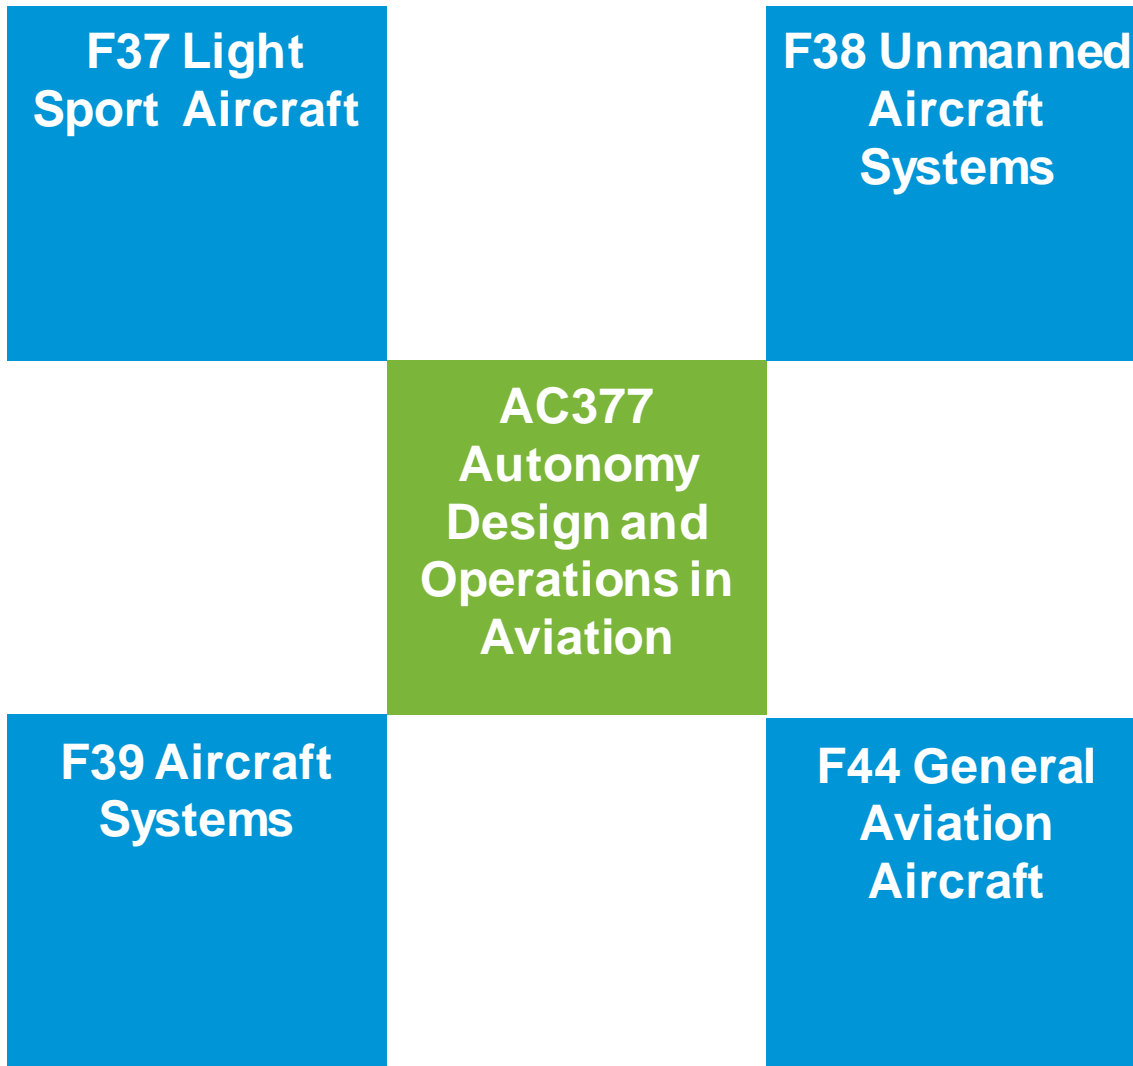 F37 Light
Sport Aircraft
F38 Unmanned
Aircraft
Systems
AC377
Autonomy
Design and
Operations in
Aviation
F39 Aircraft
Systems
F44 General
Aviation
Aircraft